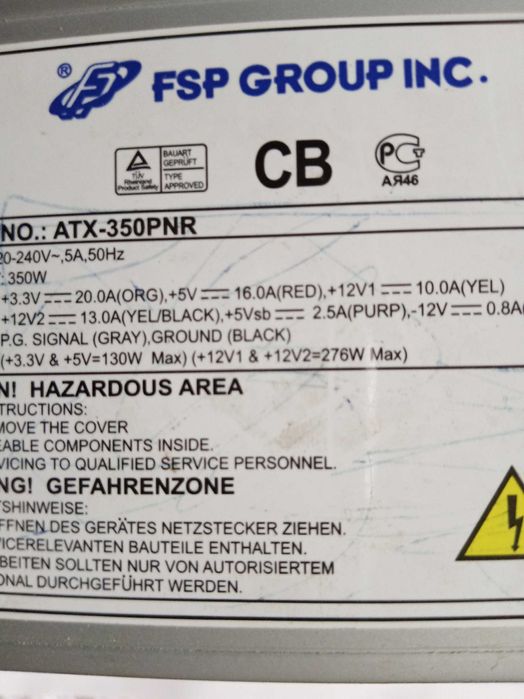 ® FSP GROUP INC.
TÜV Rheinland Product Safety
BAUART GEPRÜFT
TYPE APPROVED
CB
РСТ
АЯ46
NO.: ATX-350PNR
20-240V~,5A,50Hz
: 350W
+3.3V 20.0A(ORG),+5V 16.0A(RED),+12V1 10.0A(YEL)
+12V2 13.0A(YEL/BLACK),+5Vsb 2.5A(PURP),-12V 0.8A(
P.G. SIGNAL (GRAY),GROUND (BLACK)
(+3.3V & +5V=130W Max) (+12V1 & +12V2=276W Max)
N! HAZARDOUS AREA
TRUCTIONS:
MOVE THE COVER
EABLE COMPONENTS INSIDE.
VICING TO QUALIFIED SERVICE PERSONNEL.
NG! GEFAHRENZONE
TSHINWEISE:
ÖFFNEN DES GERÄTES NETZSTECKER ZIEHEN.
VICERELEVANTEN BAUTEILE ENTHALTEN.
BEITEN SOLLTEN NUR VON AUTORISIERTEM
ONAL DURCHGEFÜHRT WERDEN.